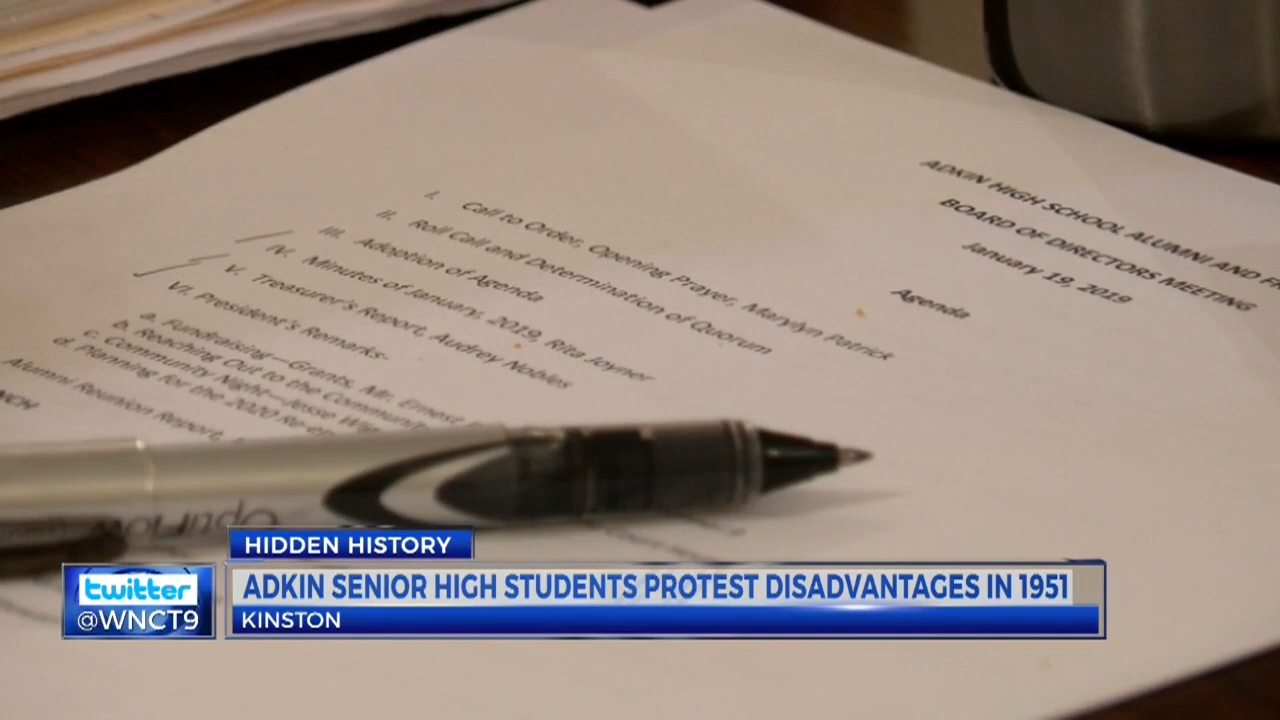 ADKIN HIGH SCHOOL ALUMNI AND
BOARD OF DIRECTORS MEETING
January 19, 2019
Agenda
I. Call to Order, Opening Prayer, Marylyn Patrick
II. Roll Call and Determination of Quorum
III. Adoption of Agenda
IV. Minutes of January, 2019, Rita Joyner
V. Treasurer's Report, Audrey Nobles
VI. President's Remarks-
a. Fundraising—Grants, Mr. Ernest
b. Reaching Out to the Community
c. Community Night—Jesse
d. Planning for the 2020
Alumni Reunion Report,
HIDDEN HISTORY
ADKIN SENIOR HIGH STUDENTS PROTEST DISADVANTAGES IN 1951
KINSTON
twitter
@WNCT9